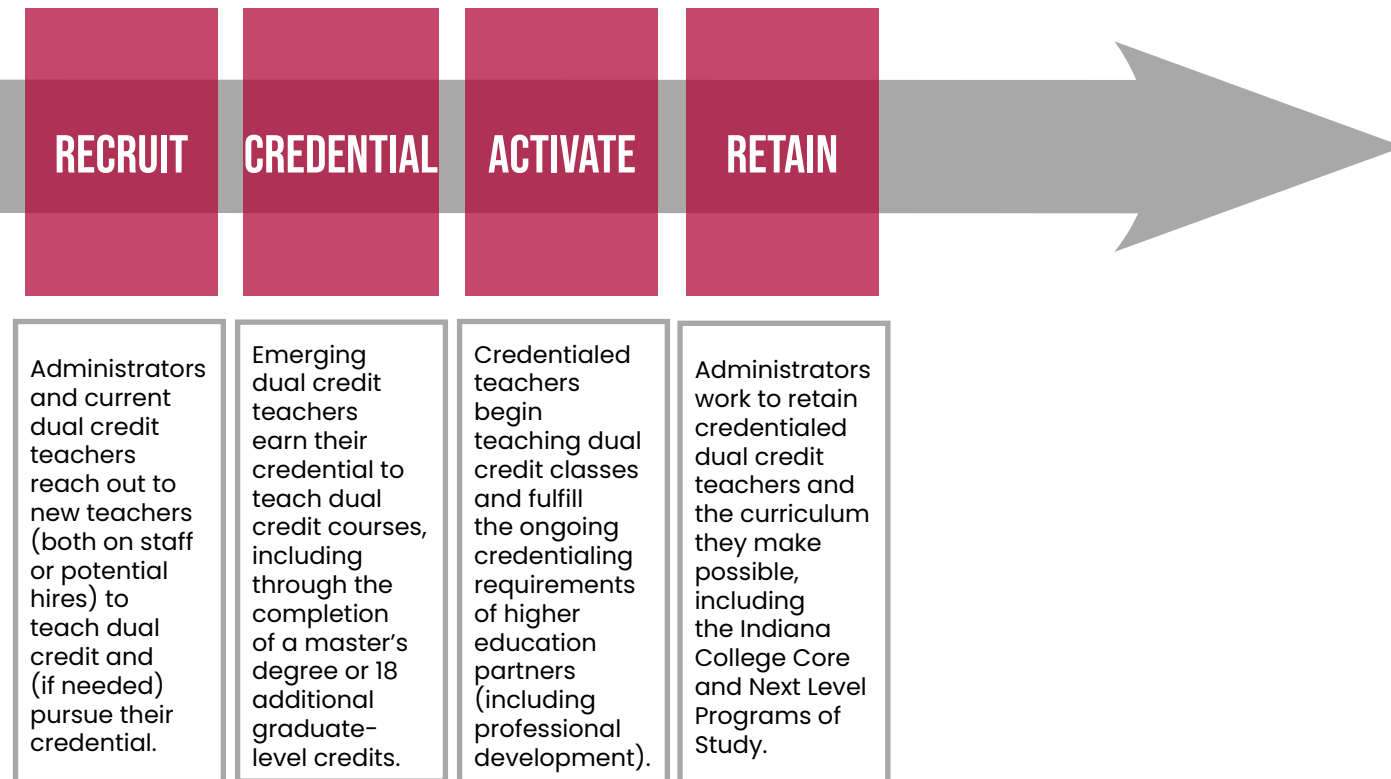 RECRUIT
CREDENTIAL
ACTIVATE
RETAIN
Administrators
and current
dual credit
teachers
reach out to
new teachers
(both on staff
or potential
hires) to
teach dual
credit and
(if needed)
pursue their
credential.
Emerging
dual credit
teachers
earn their
credential to
teach dual
credit courses,
including
through the
completion
of a master’s
degree or 18
additional
graduate-
level credits.
Credentialed
teachers
begin
teaching dual
credit classes
and fulfill
the ongoing
credentialing
requirements
of higher
education
partners
(including
professional
development).
Administrators
work to retain
credentialed
dual credit
teachers and
the curriculum
they make
possible,
including
the Indiana
College Core
and Next Level
Programs of
Study.